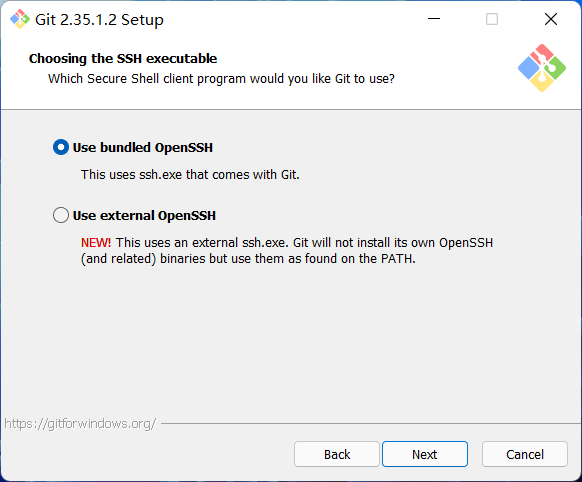 Git 2.35.1.2 Setup
Choosing the SSH executable
Which Secure Shell client program would you like Git to use?
Use bundled OpenSSH
This uses ssh.exe that comes with Git.
Use external OpenSSH
NEW! This uses an external ssh.exe. Git will not install its own OpenSSH
(and related) binaries but use them as found on the PATH.
https://gitforwindows.org/
Back Next Cancel